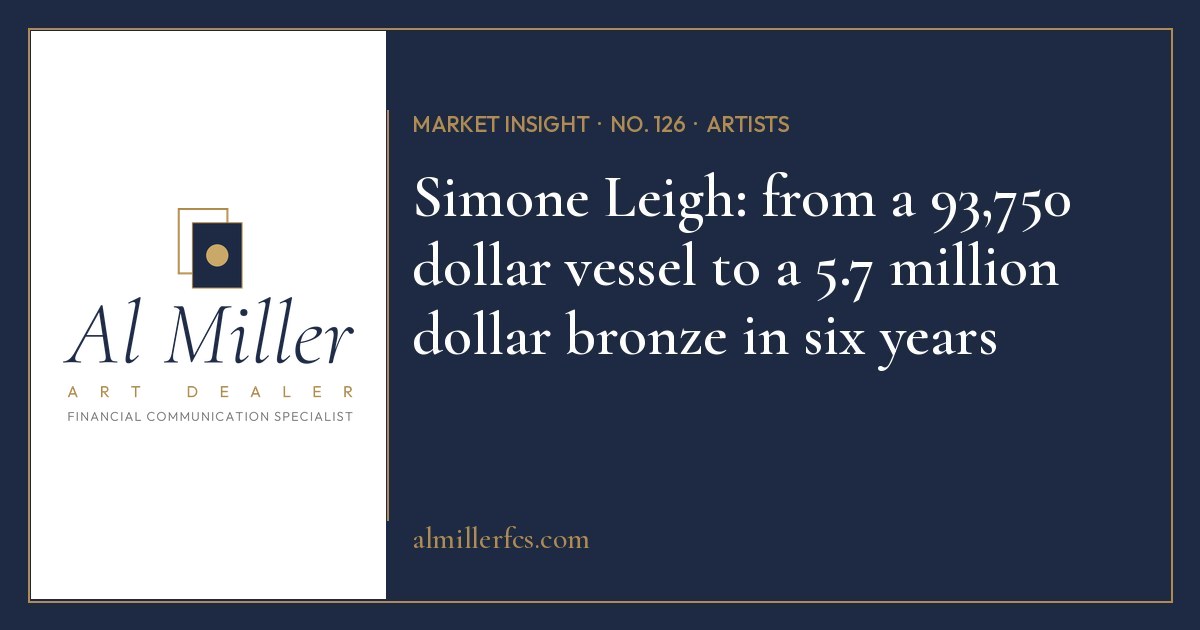 Al Miller
ART DEALER
FINANCIAL COMMUNICATION SPECIALIST
MARKET INSIGHT · NO. 126 · ARTISTS
Simone Leigh: from a 93,750
dollar vessel to a 5.7 million
dollar bronze in six years
almillerfcs.com